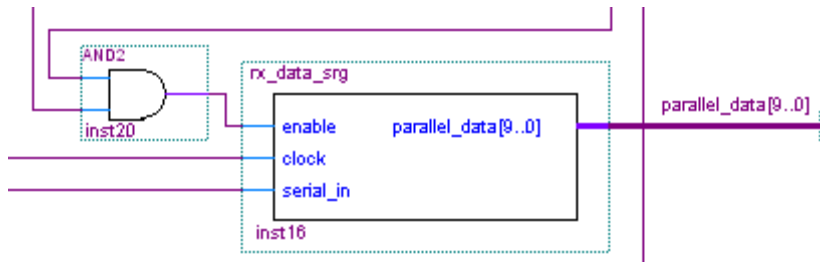 AND2
inst20
rx_data_srg
enable
parallel_data[9..0]
clock
serial_in
inst16
parallel_data[9..0]